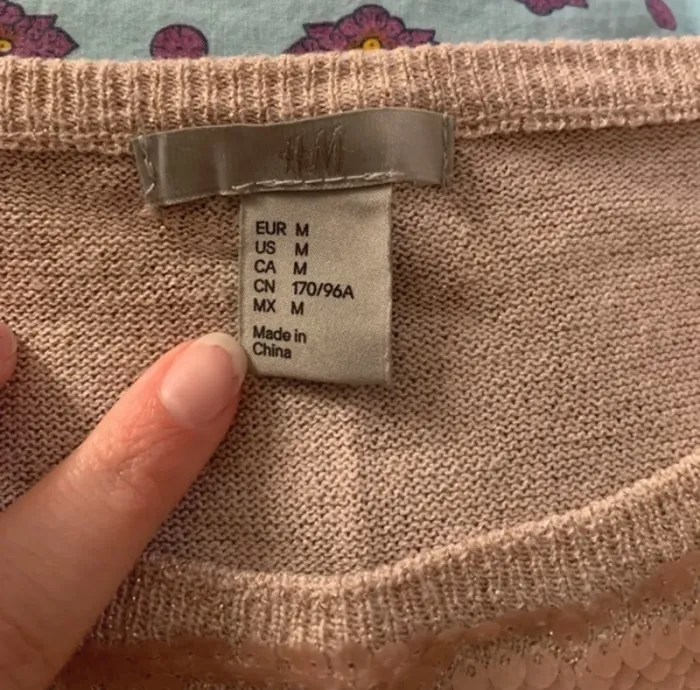 H&M
EUR M
US M
CA M
CN 170/96A
MX M
Made in
China